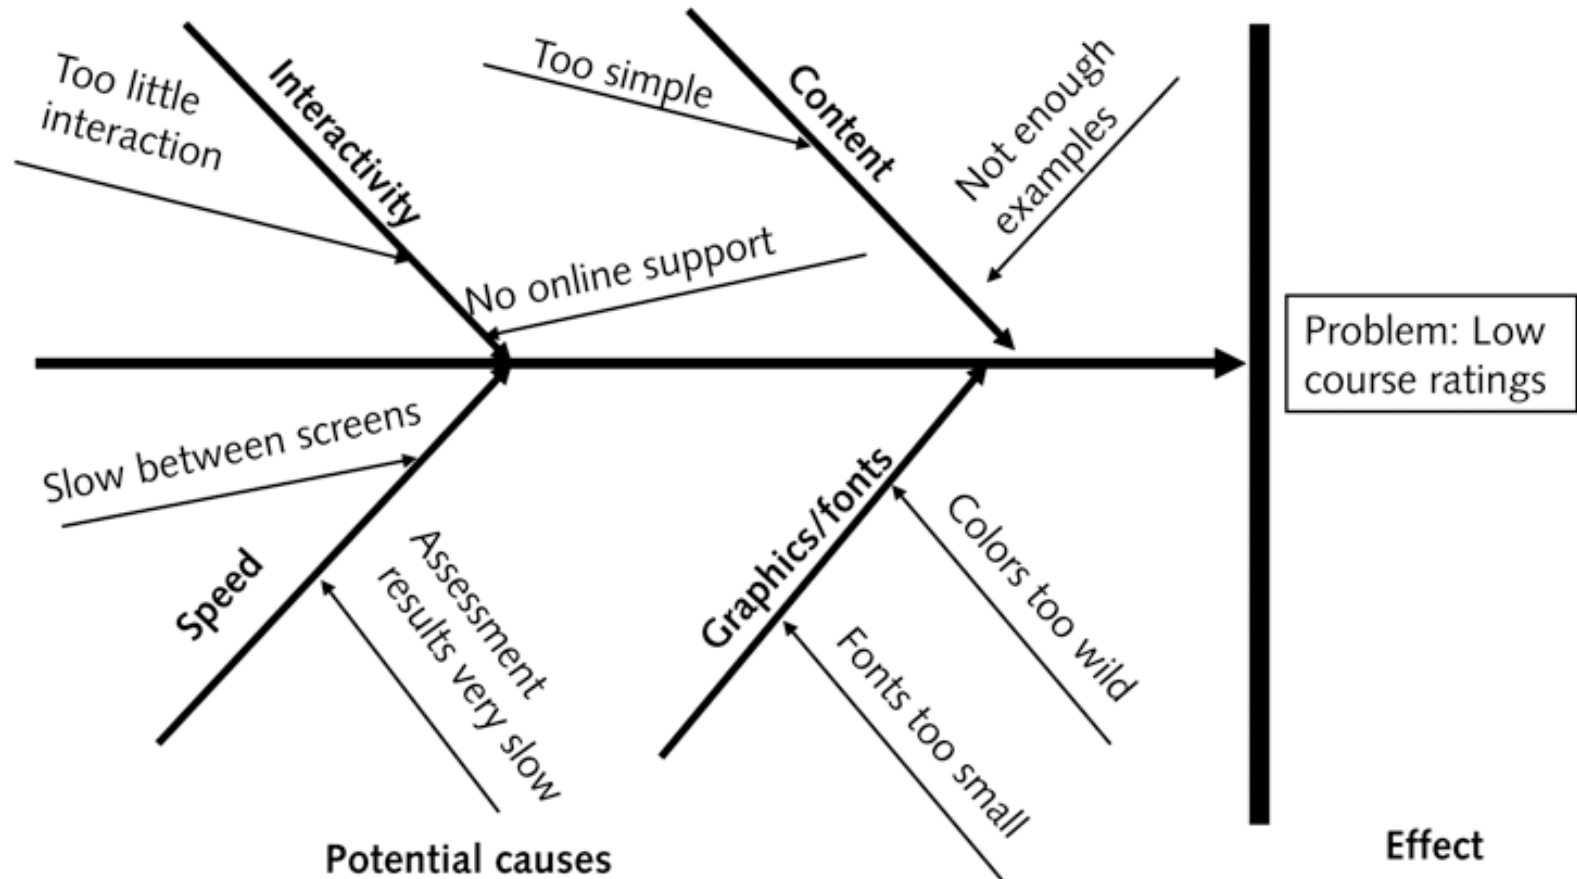 Too little
interaction
Interactivity
Too simple
Content
Not enough
examples
No online support
Problem: Low
course ratings
Slow between screens
Speed
Assessment
results very slow
Graphics/fonts
Colors too wild
Fonts too small
Potential causes
Effect